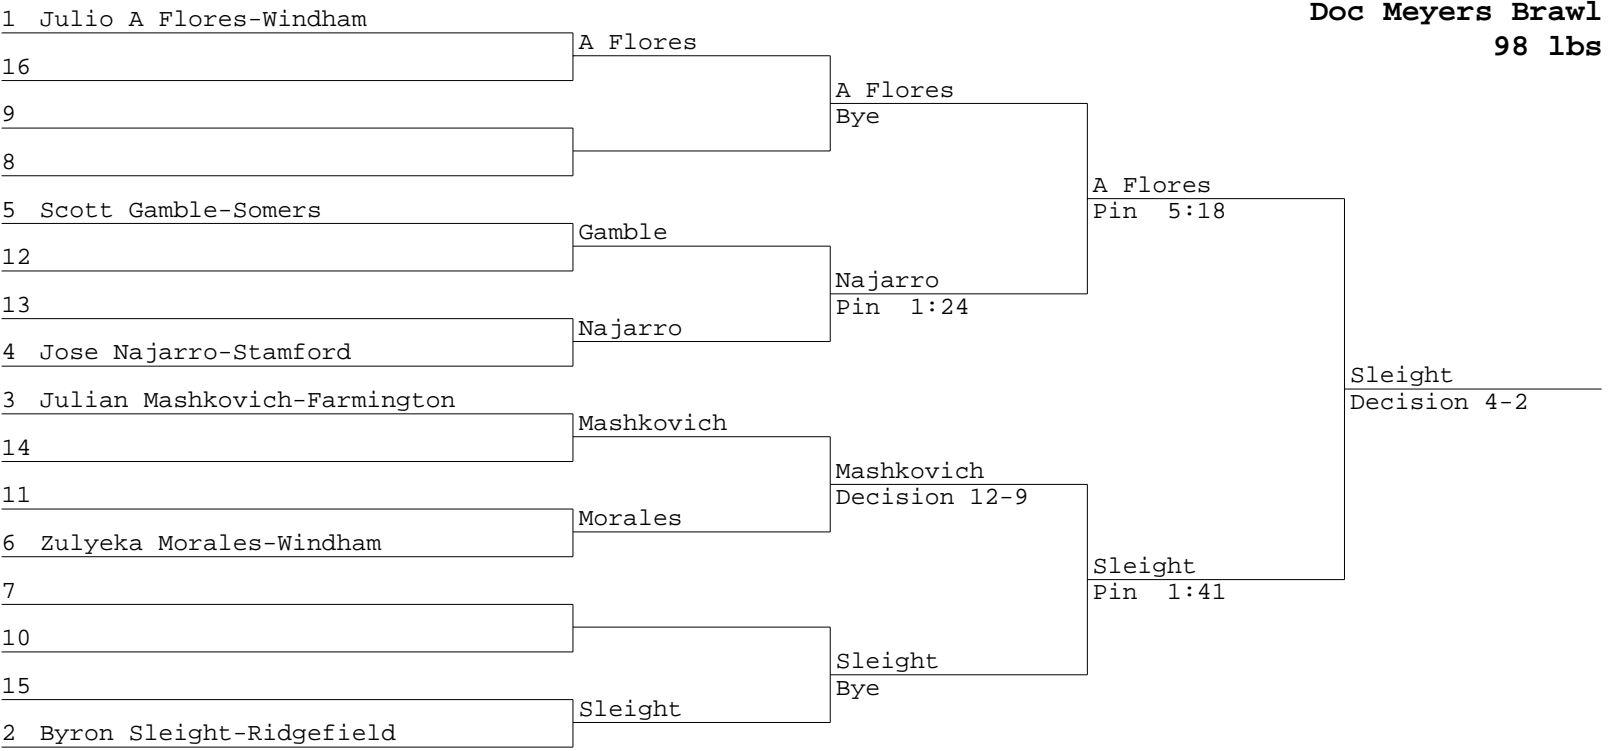 Doc Meyers Brawl
98 lbs
1 Julio A Flores-Windham
A Flores
16
A Flores
Bye
9
8
A Flores
Pin 5:18
5 Scott Gamble-Somers
Gamble
12
Najarro
Pin 1:24
13
Najarro
4 Jose Najarro-Stamford
Sleight
Decision 4-2
3 Julian Mashkovich-Farmington
Mashkovich
14
Mashkovich
Decision 12-9
11
Morales
6 Zulyeka Morales-Windham
Sleight
Pin 1:41
7
10
Sleight
Bye
15
Sleight
2 Byron Sleight-Ridgefield